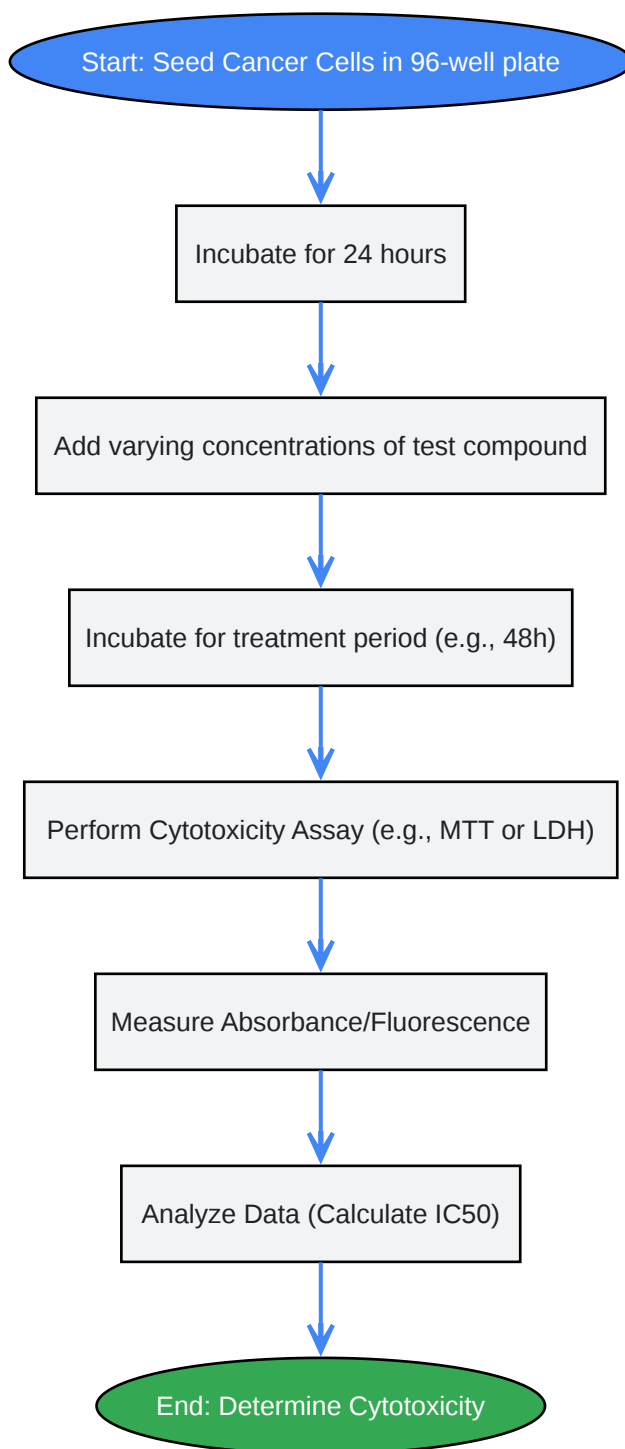 Start: Seed Cancer Cells in 96-well plate
Incubate for 24 hours
Add varying concentrations of test compound
Incubate for treatment period (e.g., 48h)
Perform Cytotoxicity Assay (e.g., MTT or LDH)
Measure Absorbance/Fluorescence
Analyze Data (Calculate IC50)
End: Determine Cytotoxicity